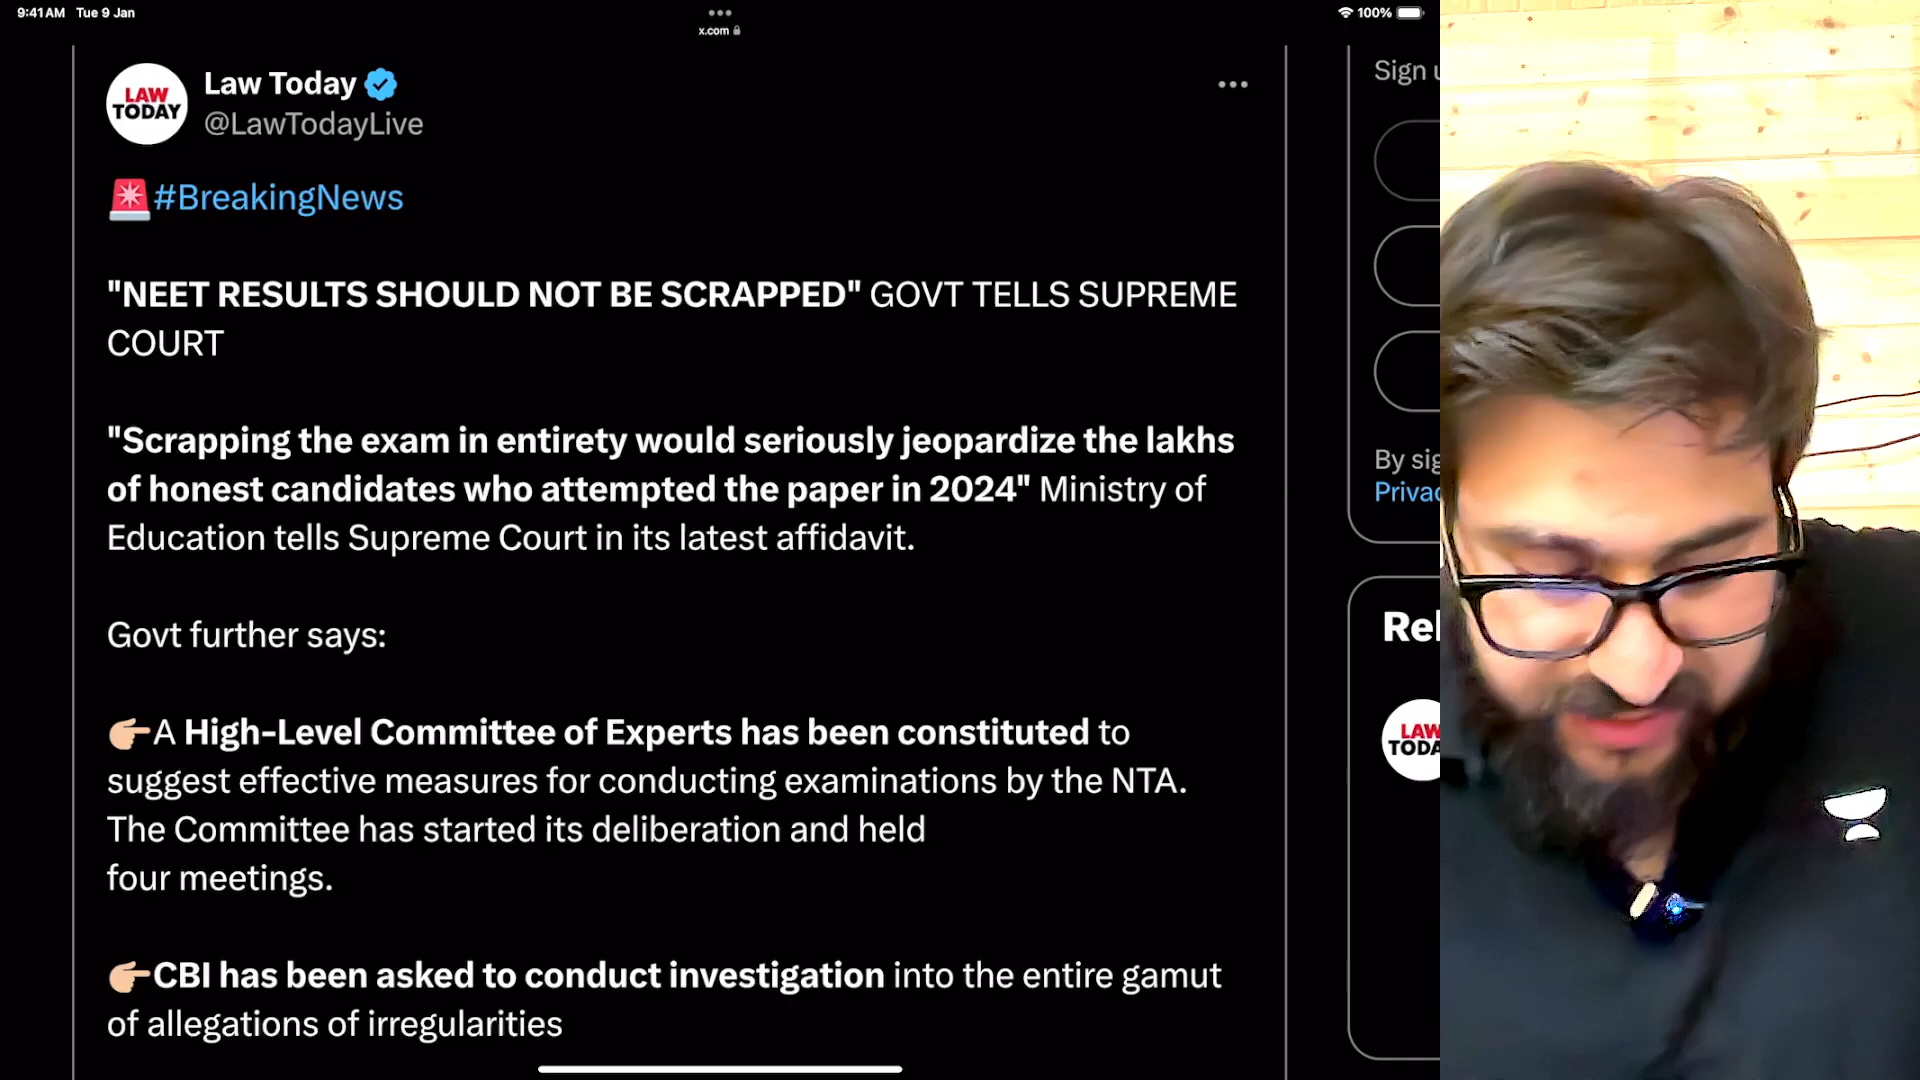 9:41AM Tue 9 Jan
x.com
100%
LAW
TODAY
Law Today
@LawTodayLive
#BreakingNews
"NEET RESULTS SHOULD NOT BE SCRAPPED" GOVT TELLS SUPREME
COURT
"Scrapping the exam in entirety would seriously jeopardize the lakhs
of honest candidates who attempted the paper in 2024" Ministry of
Education tells Supreme Court in its latest affidavit.
Govt further says:
👉🏼A High-Level Committee of Experts has been constituted to
suggest effective measures for conducting examinations by the NTA.
The Committee has started its deliberation and held
four meetings.
👉🏼CBI has been asked to conduct investigation into the entire gamut
of allegations of irregularities
Sign
By
LAW